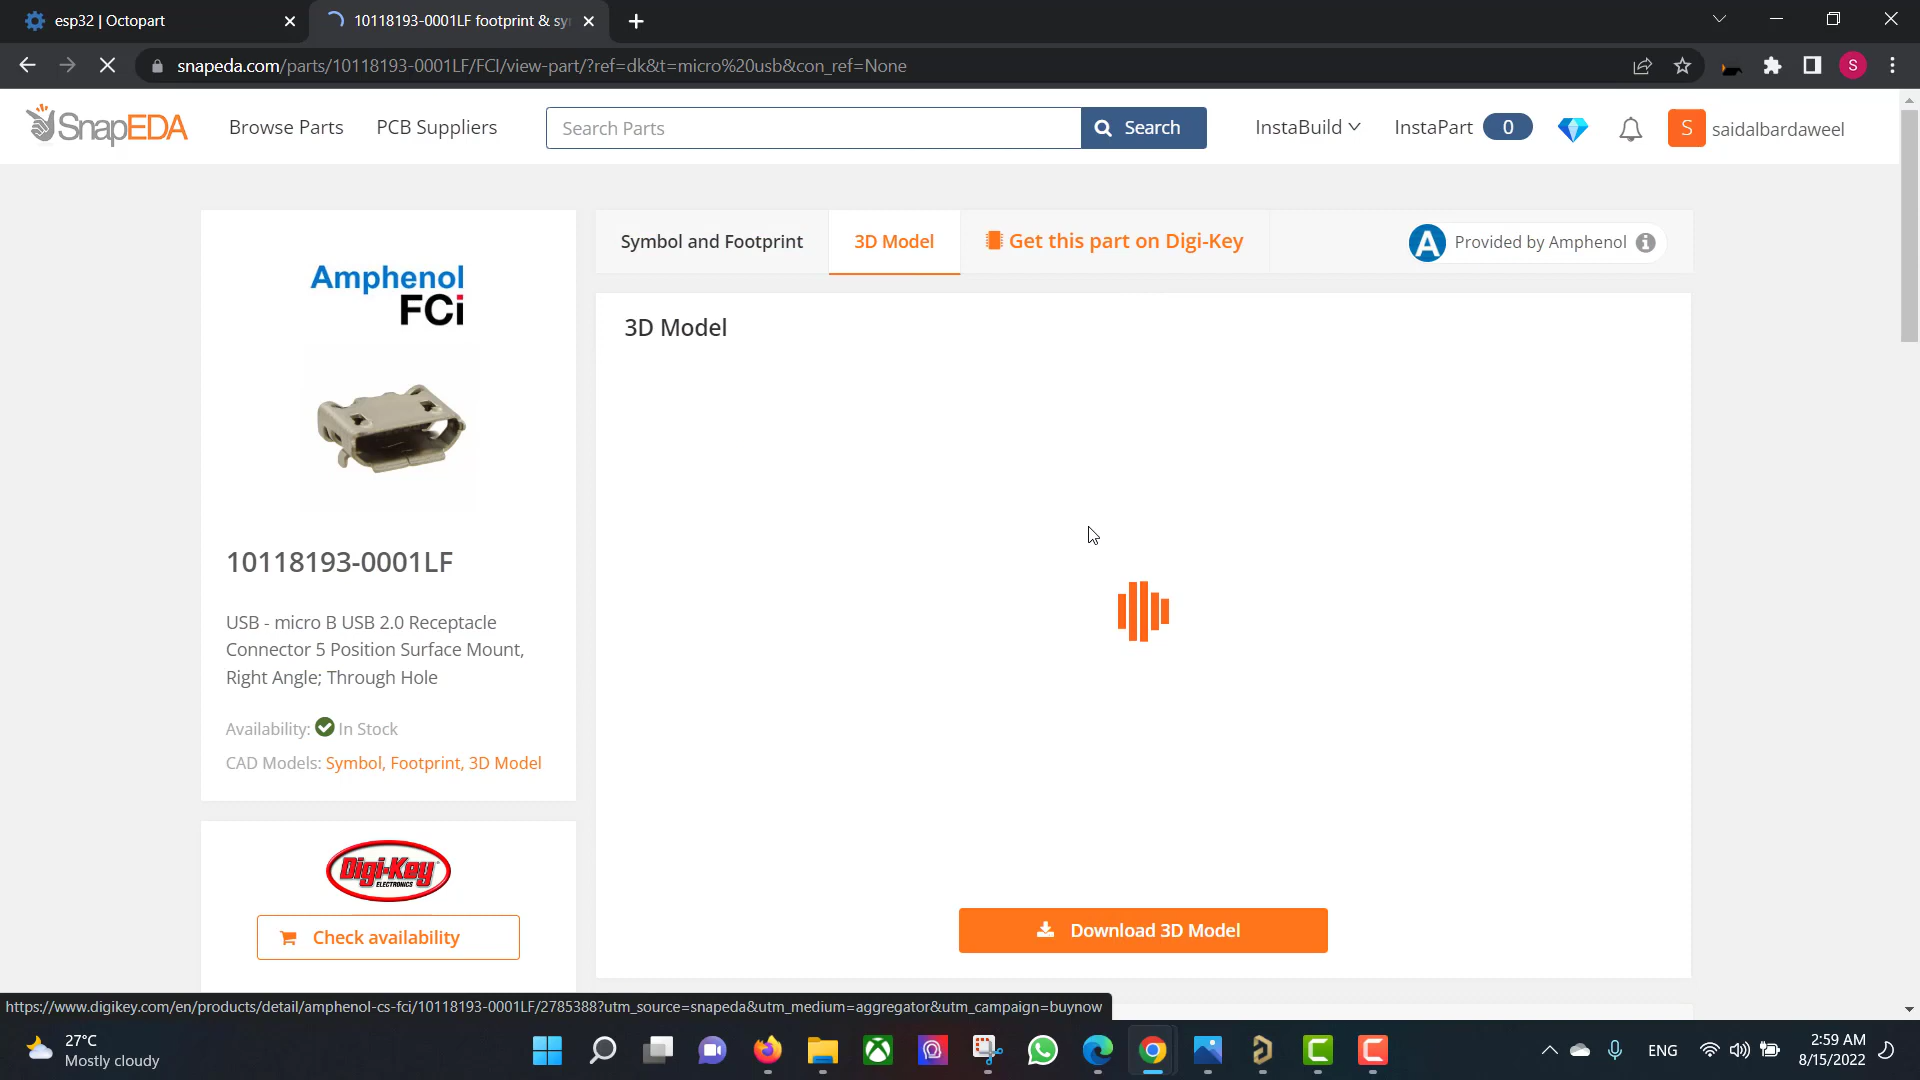 esp32 | Octopart
10118193-0001LF footprint & sy
snapeda.com/parts/10118193-0001LF/FCI/view-part/?ref=dk&t=micro%20usb&con_ref=None
S
SnapEDA
Browse Parts
PCB Suppliers
Search Parts
Search
InstaBuild
InstaPart 0
S saidalbardaweel
Amphenol
FCi
Symbol and Footprint
3D Model
Get this part on Digi-Key
A Provided by Amphenol
3D Model
10118193-0001LF
USB - micro B USB 2.0 Receptacle
Connector 5 Position Surface Mount,
Right Angle; Through Hole
Availability: In Stock
CAD Models: Symbol, Footprint, 3D Model
Digi-Key
ELECTRONICS
Check availability
Download 3D Model
https://www.digikey.com/en/products/detail/amphenol-cs-fci/10118193-0001LF/2785388?utm_source=snapeda&utm_medium=aggregator&utm_campaign=buynow
27°C
Mostly cloudy
ENG
2:59 AM
8/15/2022